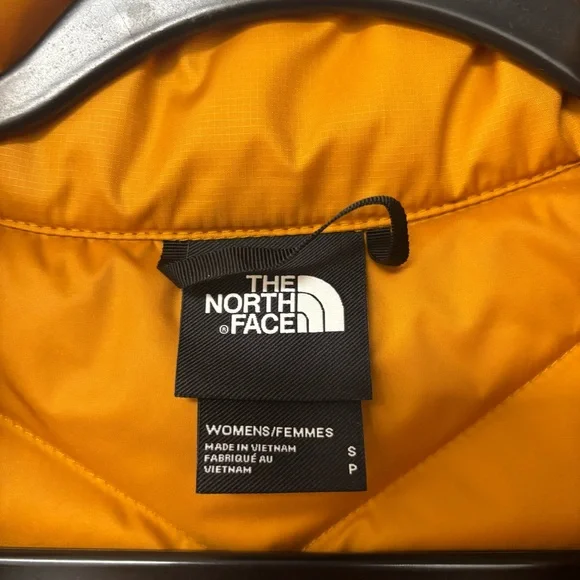 THE
NORTH
® FACE
WOMENS/FEMMES
MADE IN VIETNAM
FABRIQUÉ AU
VIETNAM
S
P